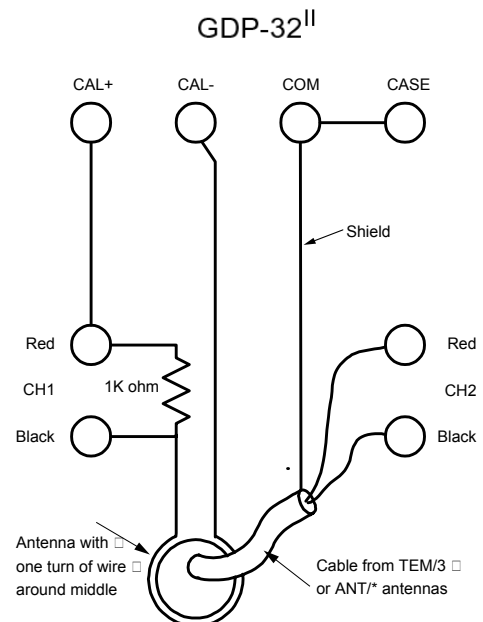 GDP-32II
CAL+ CAL- COM CASE
Shield
Red Red
CH1 1K ohm CH2
Black Black
Antenna with □
one turn of wire □
around middle
Cable from TEM/3 □
or ANT/* antennas